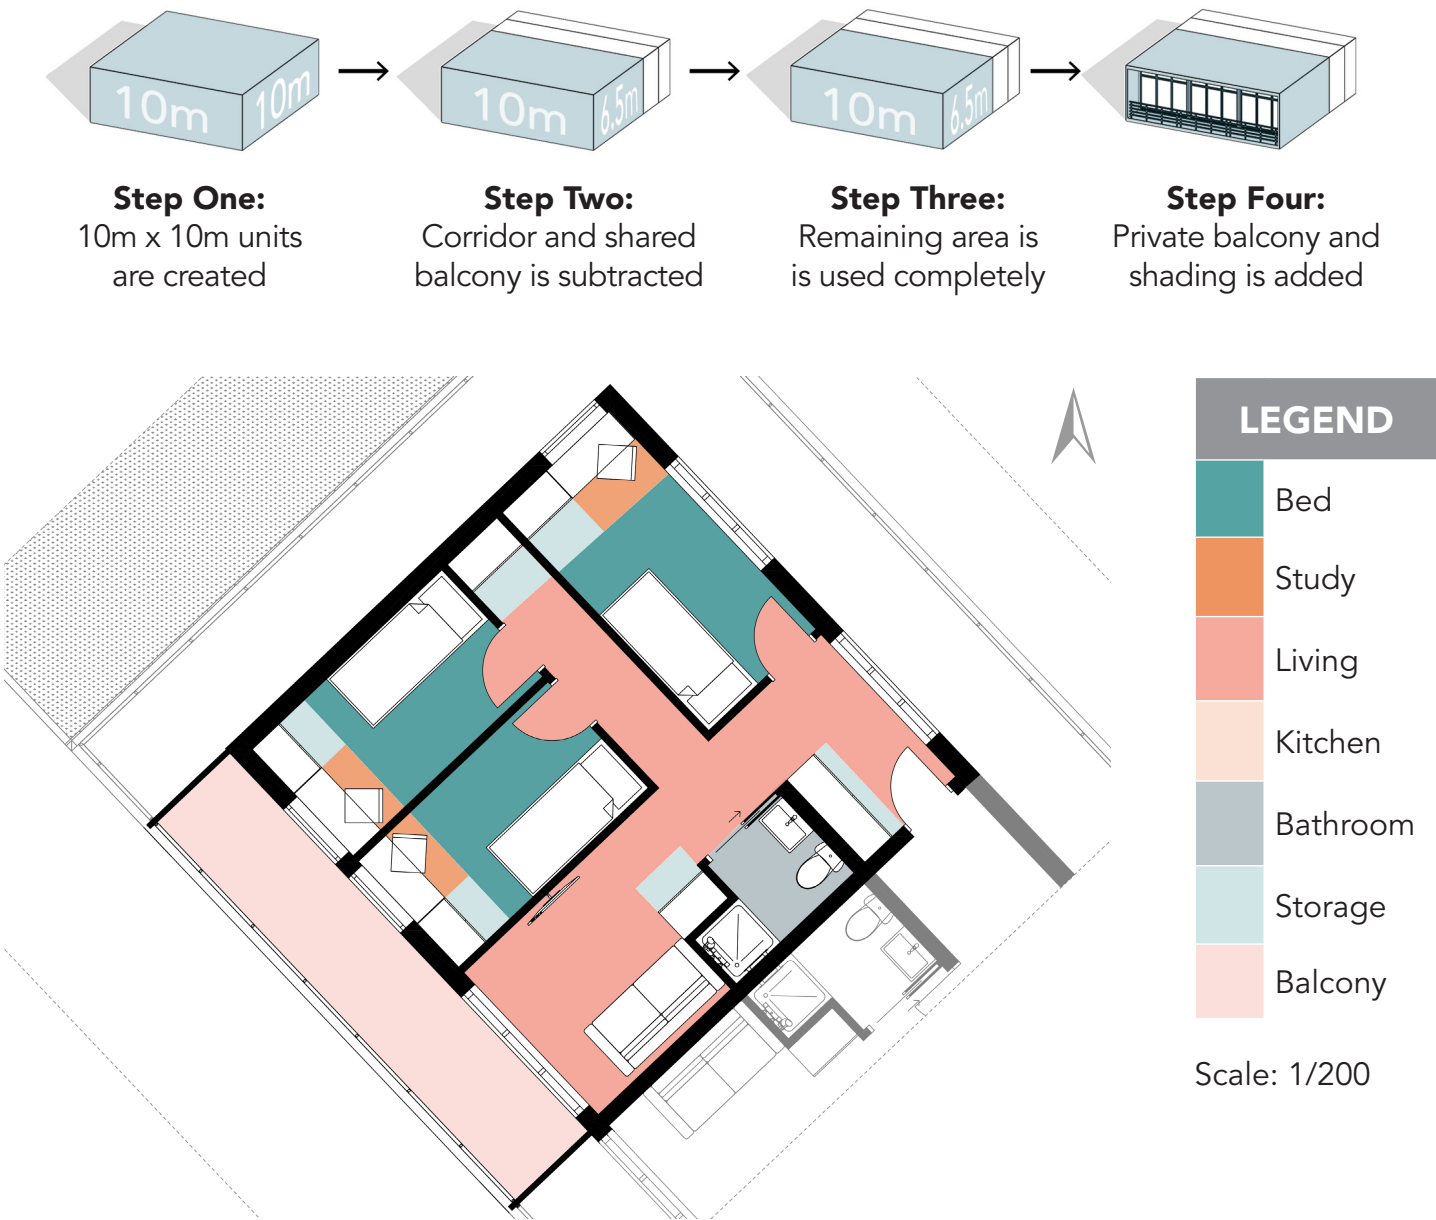 10m 10m
10m 6.5m
10m 6.5m
Step One:
10m x 10m units
are created
Step Two:
Corridor and shared
balcony is subtracted
Step Three:
Remaining area is
is used completely
Step Four:
Private balcony and
shading is added
LEGEND
Bed
Study
Living
Kitchen
Bathroom
Storage
Balcony
Scale: 1/200